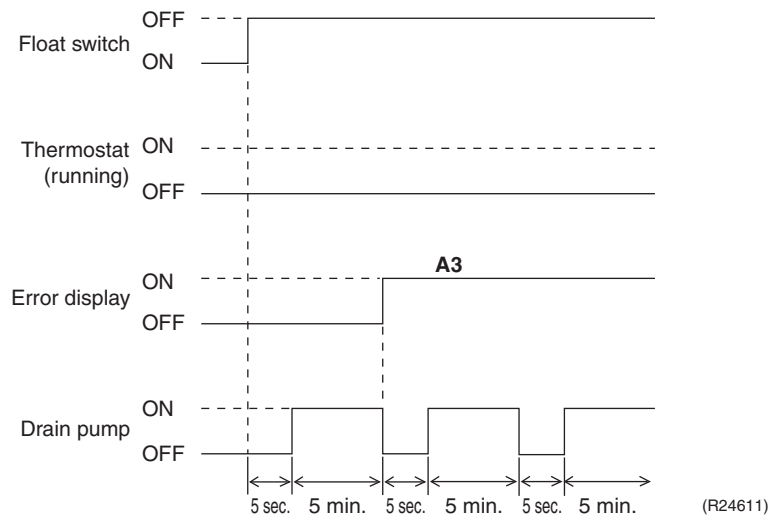 OFF
Float switch
ON
Thermostat ON
(running)
OFF
A3
ON
Error display
OFF
ON
Drain pump
OFF
5 sec. 5 min. 5 sec. 5 min. 5 sec. 5 min. (R24611)